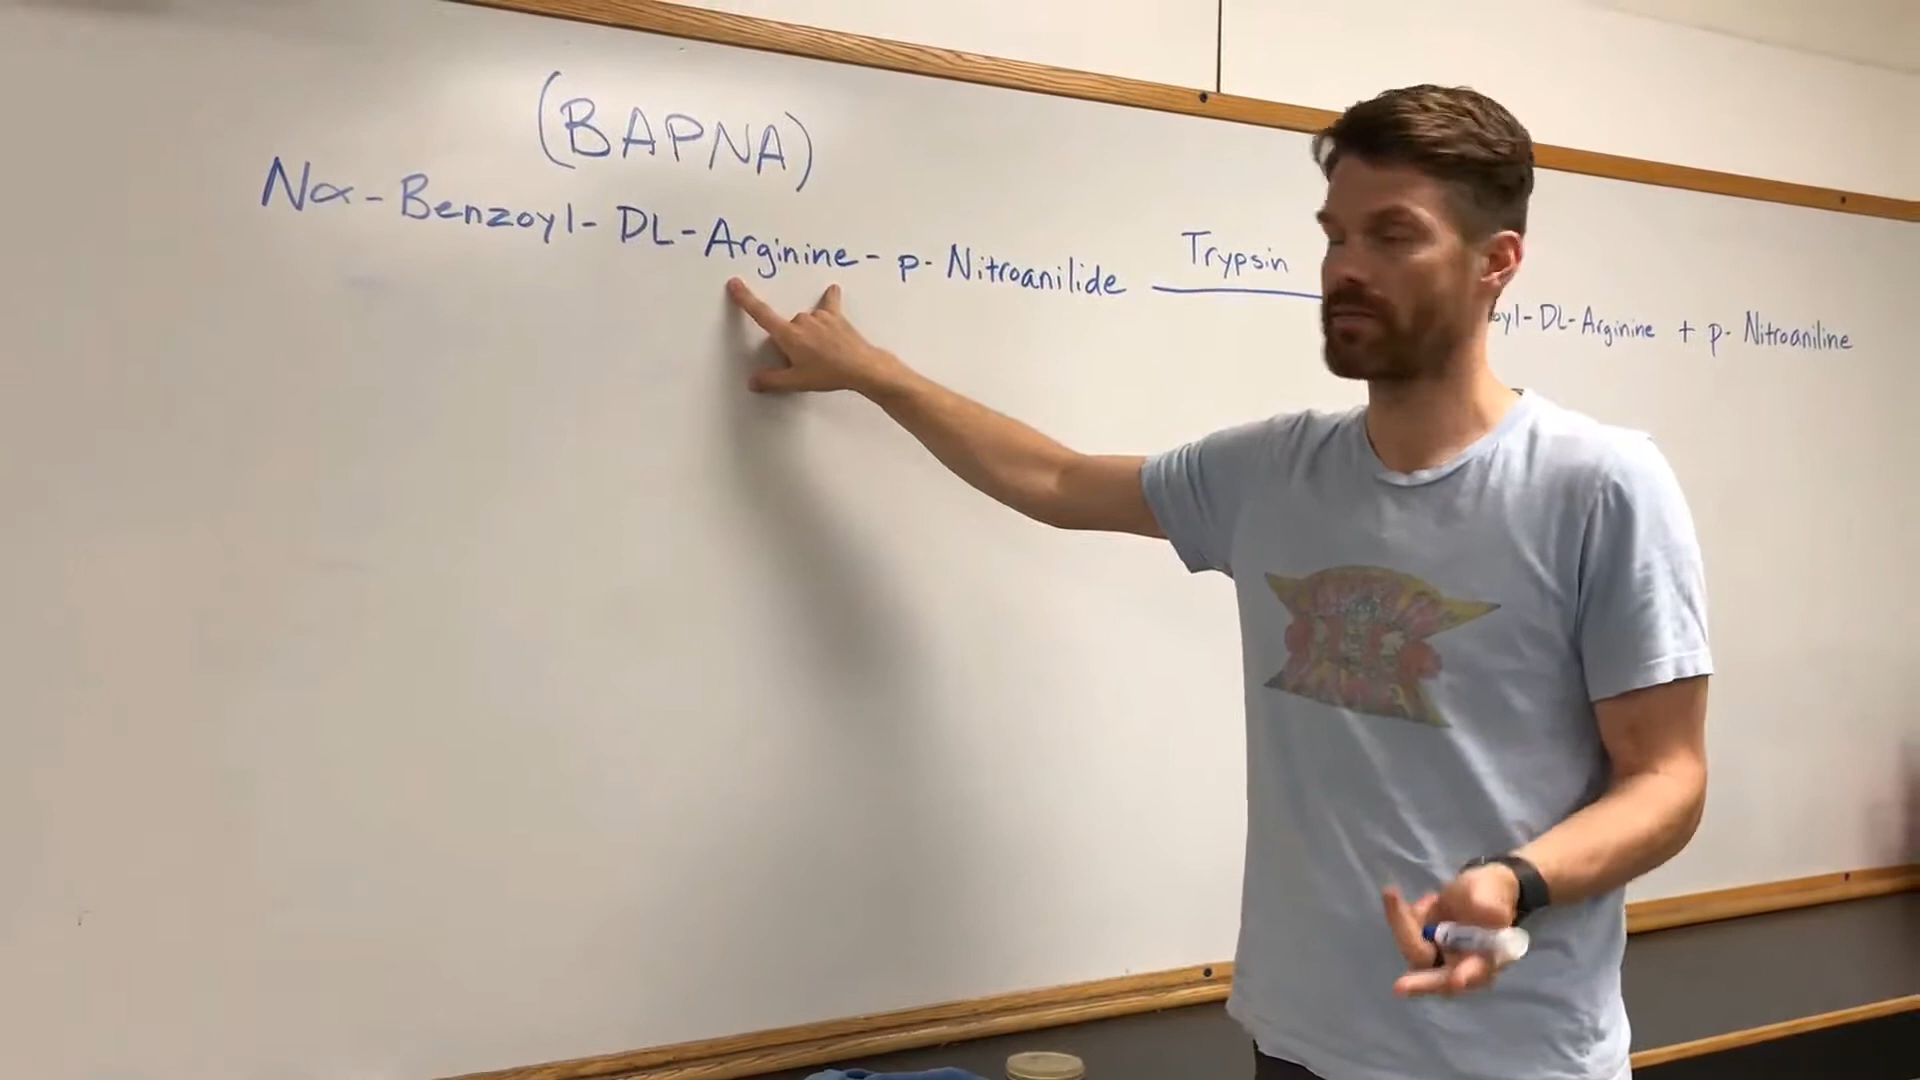 (BAPNA)
Nα-Benzoyl-DL-Arginine-p-Nitroanilide
Trypsin
oyl-DL-Arginine + p-Nitroaniline